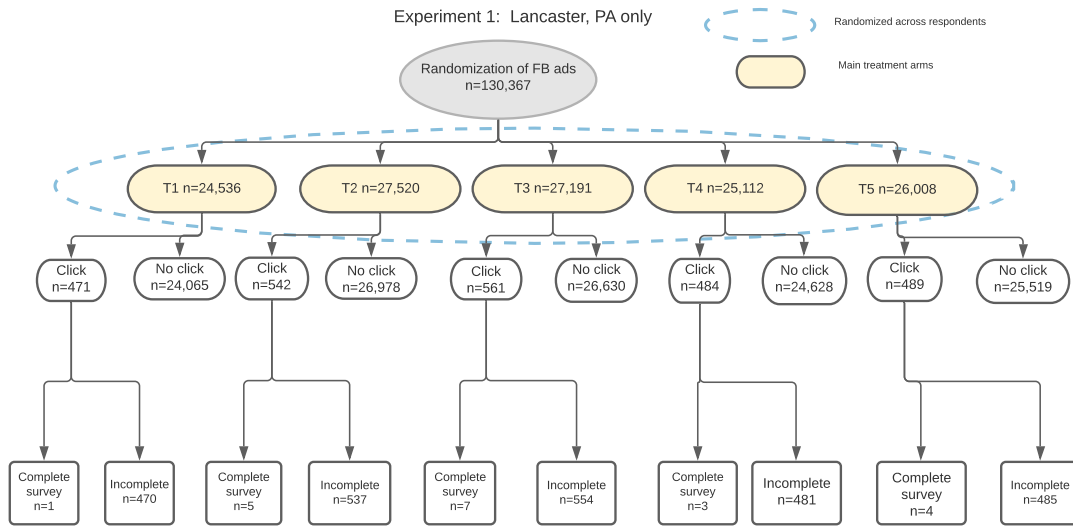 Experiment 1:  Lancaster, PA only
Randomized across respondents
Main treatment arms
Randomization of FB ads
n=130,367
T1 n=24,536
T2 n=27,520
T3 n=27,191
T4 n=25,112
T5 n=26,008
Click
n=471
No click
n=24,065
Click
n=542
No click
n=26,978
Click
n=561
No click
n=26,630
Click
n=484
No click
n=24,628
Click
n=489
No click
n=25,519
Complete
survey
n=1
Incomplete
n=470
Complete
survey
n=5
Incomplete
n=537
Complete
survey
n=7
Incomplete
n=554
Complete
survey
n=3
Incomplete
n=481
Complete
survey
n=4
Incomplete
n=485